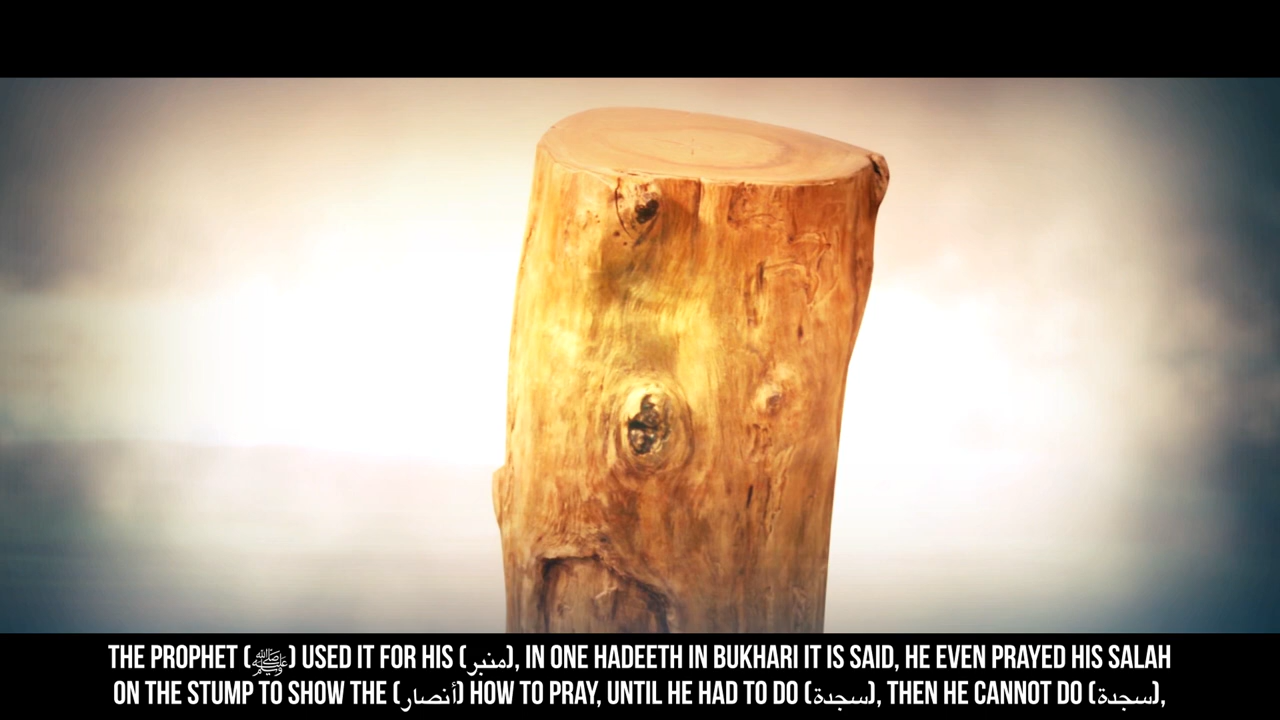 THE PROPHET (ﷺ) USED IT FOR HIS (منبر), IN ONE HADEETH IN BUKHARI IT IS SAID, HE EVEN PRAYED HIS SALAH
ON THE STUMP TO SHOW THE (أنصار) HOW TO PRAY, UNTIL HE HAD TO DO (سجدة), THEN HE CANNOT DO (سجدة),